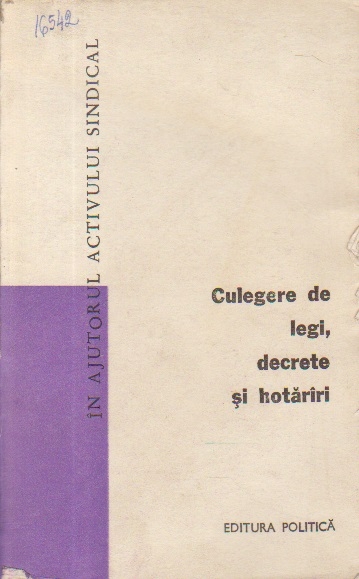 16542
ÎN AJUTORUL ACTIVULUI SINDICAL
Culegere de
legi,
decrete
și hotărîri
EDITURA POLITICĂ